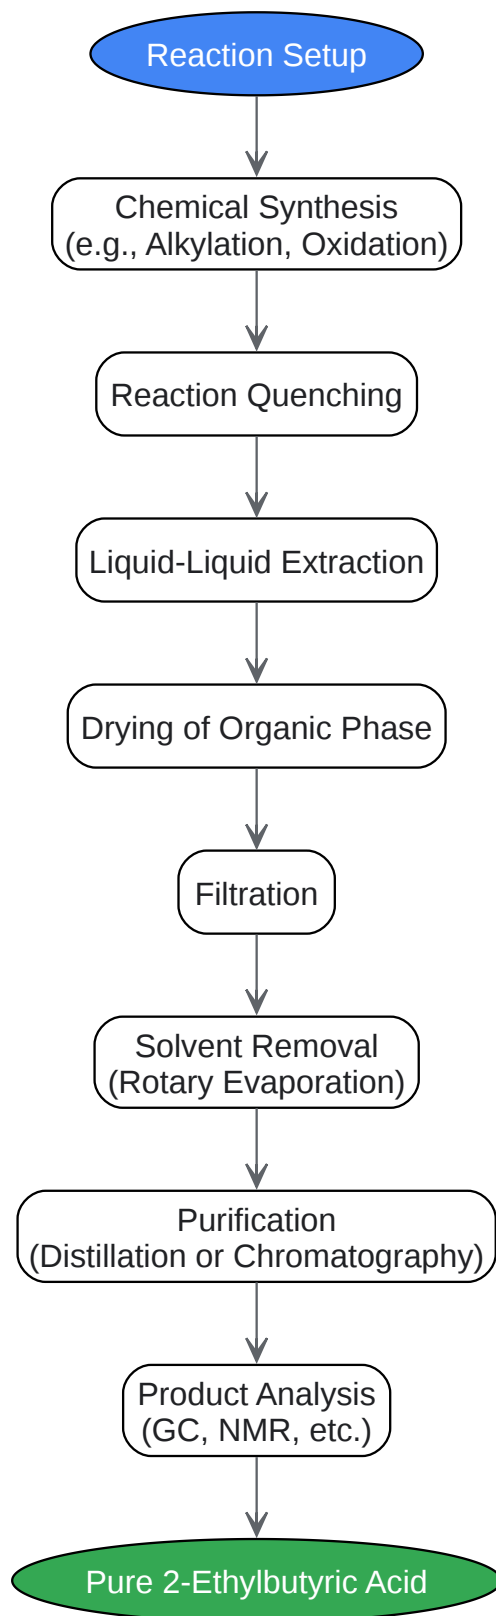 Reaction Setup
Chemical Synthesis
(e.g., Alkylation, Oxidation)
Reaction Quenching
Liquid-Liquid Extraction
Drying of Organic Phase
Filtration
Solvent Removal
(Rotary Evaporation)
Purification
(Distillation or Chromatography)
Product Analysis
(GC, NMR, etc.)
Pure 2-Ethylbutyric Acid